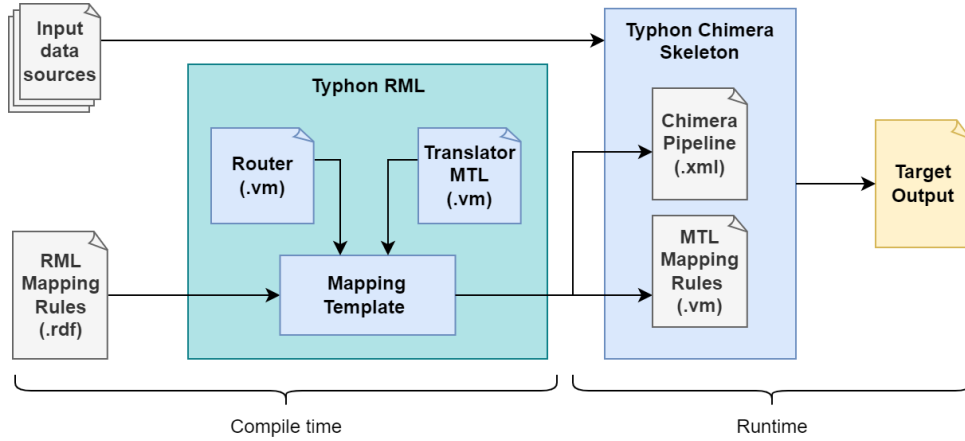 Input
data
sources
Typhon Chimera
Skeleton
Typhon RML
Router
(.vm)
Translator
MTL
(.vm)
Chimera
Pipeline
(.xml)
Target
Output
RML
Mapping
Rules
(.rdf)
Mapping
Template
MTL
Mapping
Rules
(.vm)
Compile time
Runtime